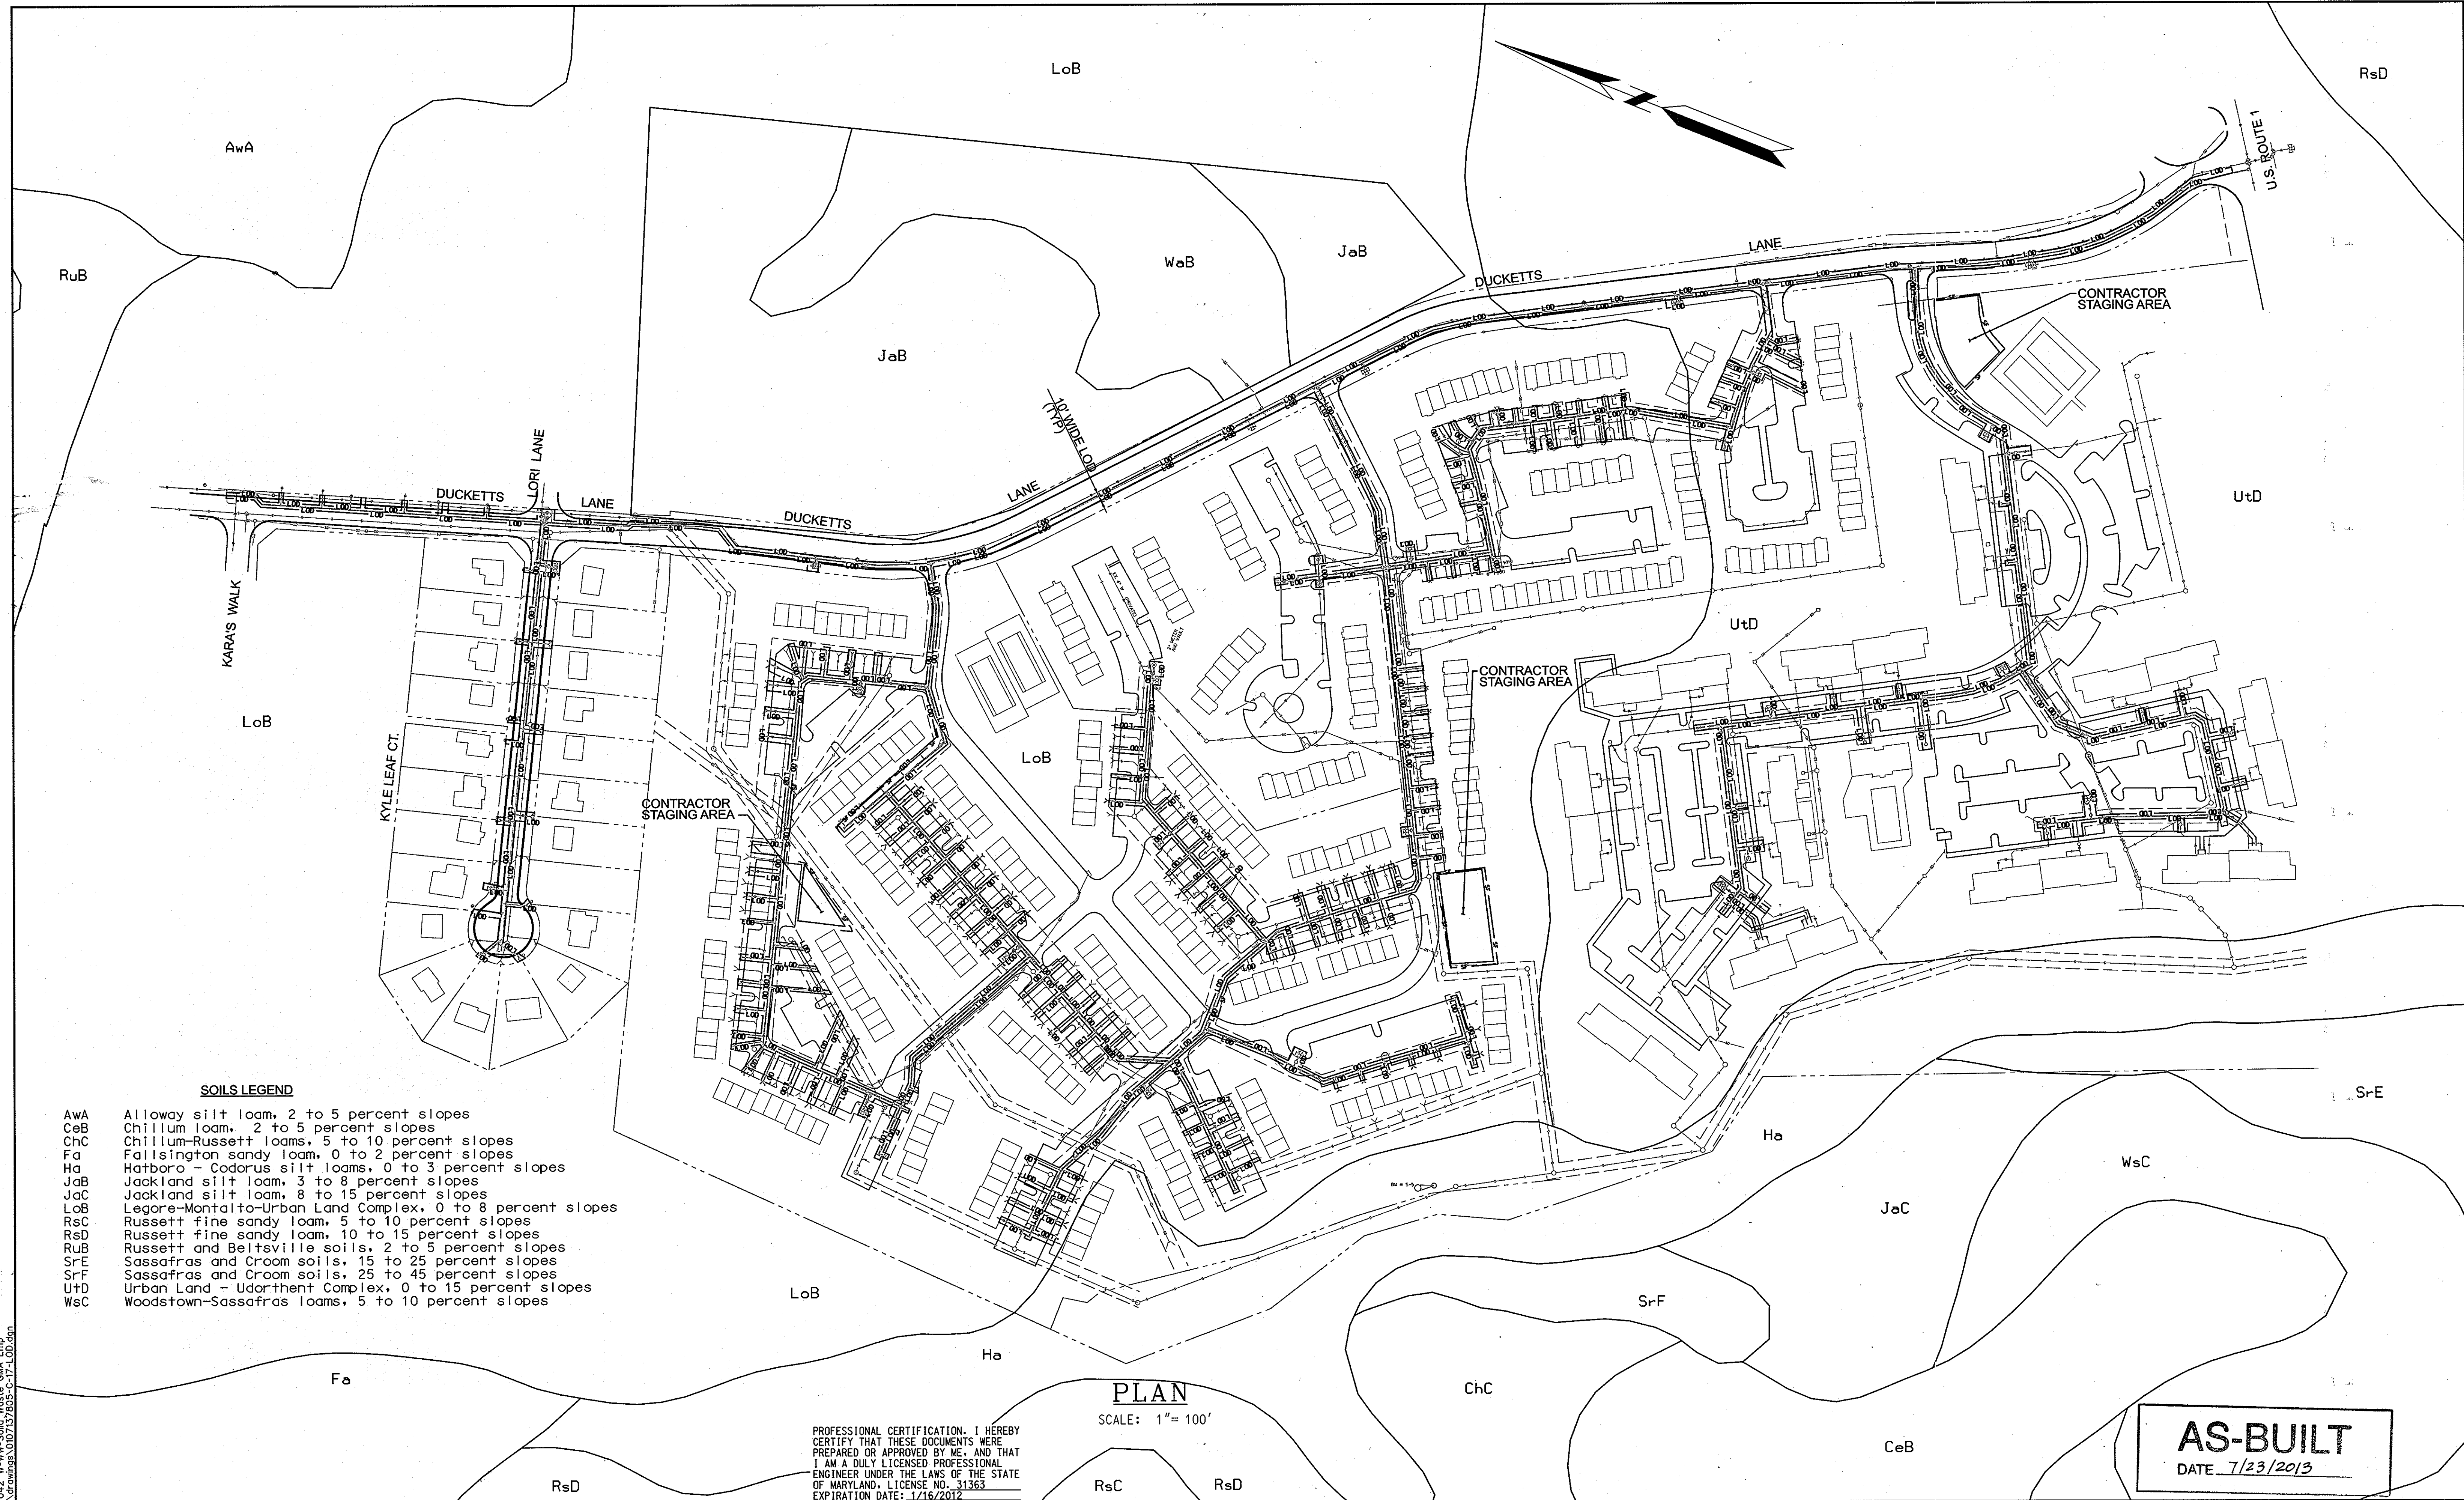 LoB
RsD
AwA
U.S. ROUTE 1
LANE
JaB
WaB
RuB
DUCKETTS
CONTRACTOR
STAGING AREA
JaB
10' WIDE LOD
(TYP)
LORI LANE
DUCKETTS
LANE
DUCKETTS
LANE
UtD
KARA'S WALK
UtD
CONTRACTOR
STAGING AREA
LoB
KYLE LEAF CT.
LoB
CONTRACTOR
STAGING AREA
LOD
SOILS LEGEND
AwA Alloway silt loam, 2 to 5 percent slopes
CeB Chillum loam, 2 to 5 percent slopes
ChC Chillum-Russett loams, 5 to 10 percent slopes
Fa Fallsington sandy loam, 0 to 2 percent slopes
Ha Hatboro - Codorus silt loams, 0 to 3 percent slopes
JaB Jackland silt loam, 3 to 8 percent slopes
JaC Jackland silt loam, 8 to 15 percent slopes
LoB Legore-Montalto-Urban Land Complex, 0 to 8 percent slopes
RsC Russett fine sandy loam, 5 to 10 percent slopes
RsD Russett fine sandy loam, 10 to 15 percent slopes
RuB Russett and Beltsville soils, 2 to 5 percent slopes
SrE Sassafras and Croom soils, 15 to 25 percent slopes
SrF Sassafras and Croom soils, 25 to 45 percent slopes
UtD Urban Land - Udorthent Complex, 0 to 15 percent slopes
WsC Woodstown-Sassafras loams, 5 to 10 percent slopes
SrE
Ha
WsC
JaC
LoB
SrF
Ha
Fa
ChC
PLAN
SCALE: 1"= 100'
PROFESSIONAL CERTIFICATION. I HEREBY
CERTIFY THAT THESE DOCUMENTS WERE
PREPARED OR APPROVED BY ME, AND THAT
I AM A DULY LICENSED PROFESSIONAL
ENGINEER UNDER THE LAWS OF THE STATE
OF MARYLAND, LICENSE NO. 31363
EXPIRATION DATE: 1/16/2012
CeB
RsD
RsC
RsD
AS-BUILT
DATE 7/23/2013